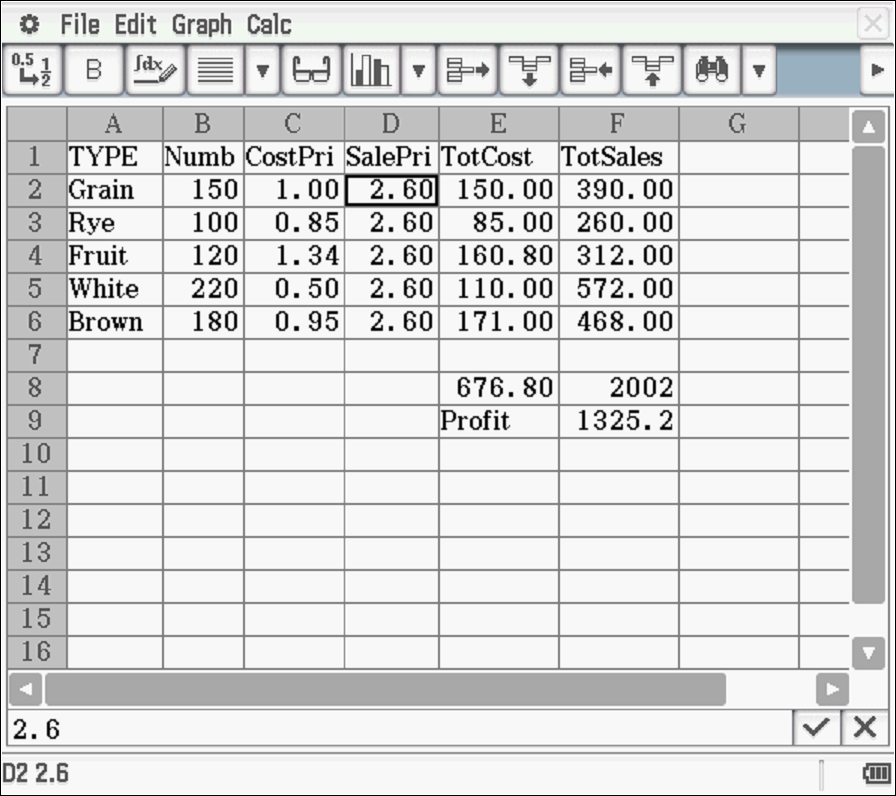 File Edit Graph Calc
0.5 1 2 B ∫dx
A B C D E F G
1 TYPE Numb CostPri SalePri TotCost TotSales
2 Grain 150 1.00 2.60 150.00 390.00
3 Rye 100 0.85 2.60 85.00 260.00
4 Fruit 120 1.34 2.60 160.80 312.00
5 White 220 0.50 2.60 110.00 572.00
6 Brown 180 0.95 2.60 171.00 468.00
7
8 676.80 2002
9 Profit 1325.2
10
11
12
13
14
15
16
2.6
D2 2.6